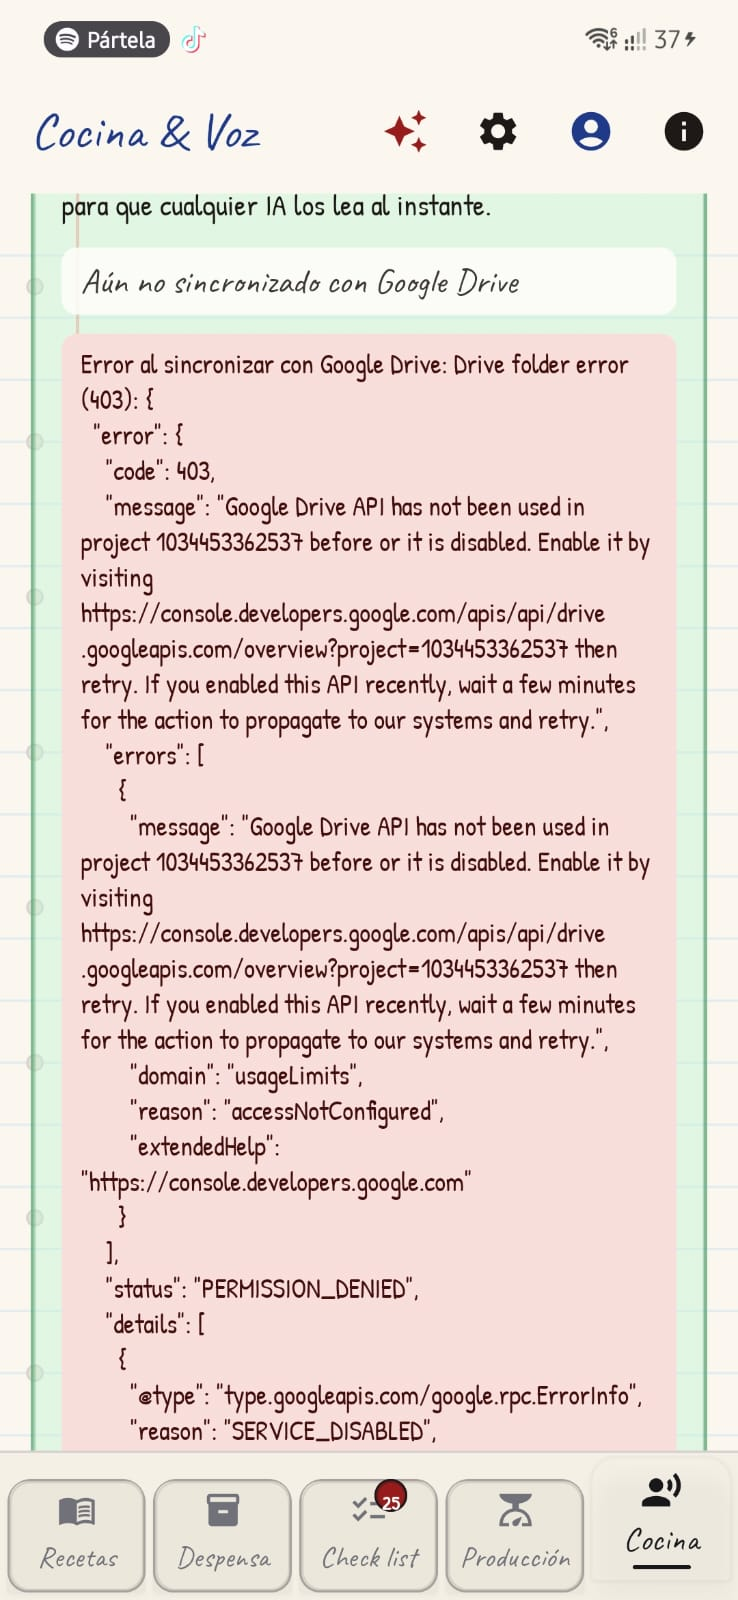 Pártela
6
37
Cocina & Voz
para que cualquier IA los lea al instante.
Aún no sincronizado con Google Drive
Error al sincronizar con Google Drive: Drive folder error
(403): {
"error": {
"code": 403,
"message": "Google Drive API has not been used in
project 1034453362537 before or it is disabled. Enable it by
visiting
https://console.developers.google.com/apis/api/drive
.googleapis.com/overview?project=1034453362537 then
retry. If you enabled this API recently, wait a few minutes
for the action to propagate to our systems and retry.",
"errors": [
{
"message": "Google Drive API has not been used in
project 1034453362537 before or it is disabled. Enable it by
visiting
https://console.developers.google.com/apis/api/drive
.googleapis.com/overview?project=1034453362537 then
retry. If you enabled this API recently, wait a few minutes
for the action to propagate to our systems and retry.",
"domain": "usageLimits",
"reason": "accessNotConfigured",
"extendedHelp":
"https://console.developers.google.com"
}
],
"status": "PERMISSION_DENIED",
"details": [
{
"@type": "type.googleapis.com/google.rpc.ErrorInfo",
"reason": "SERVICE_DISABLED",
25
Recetas
Despensa
Check list
Producción
Cocina